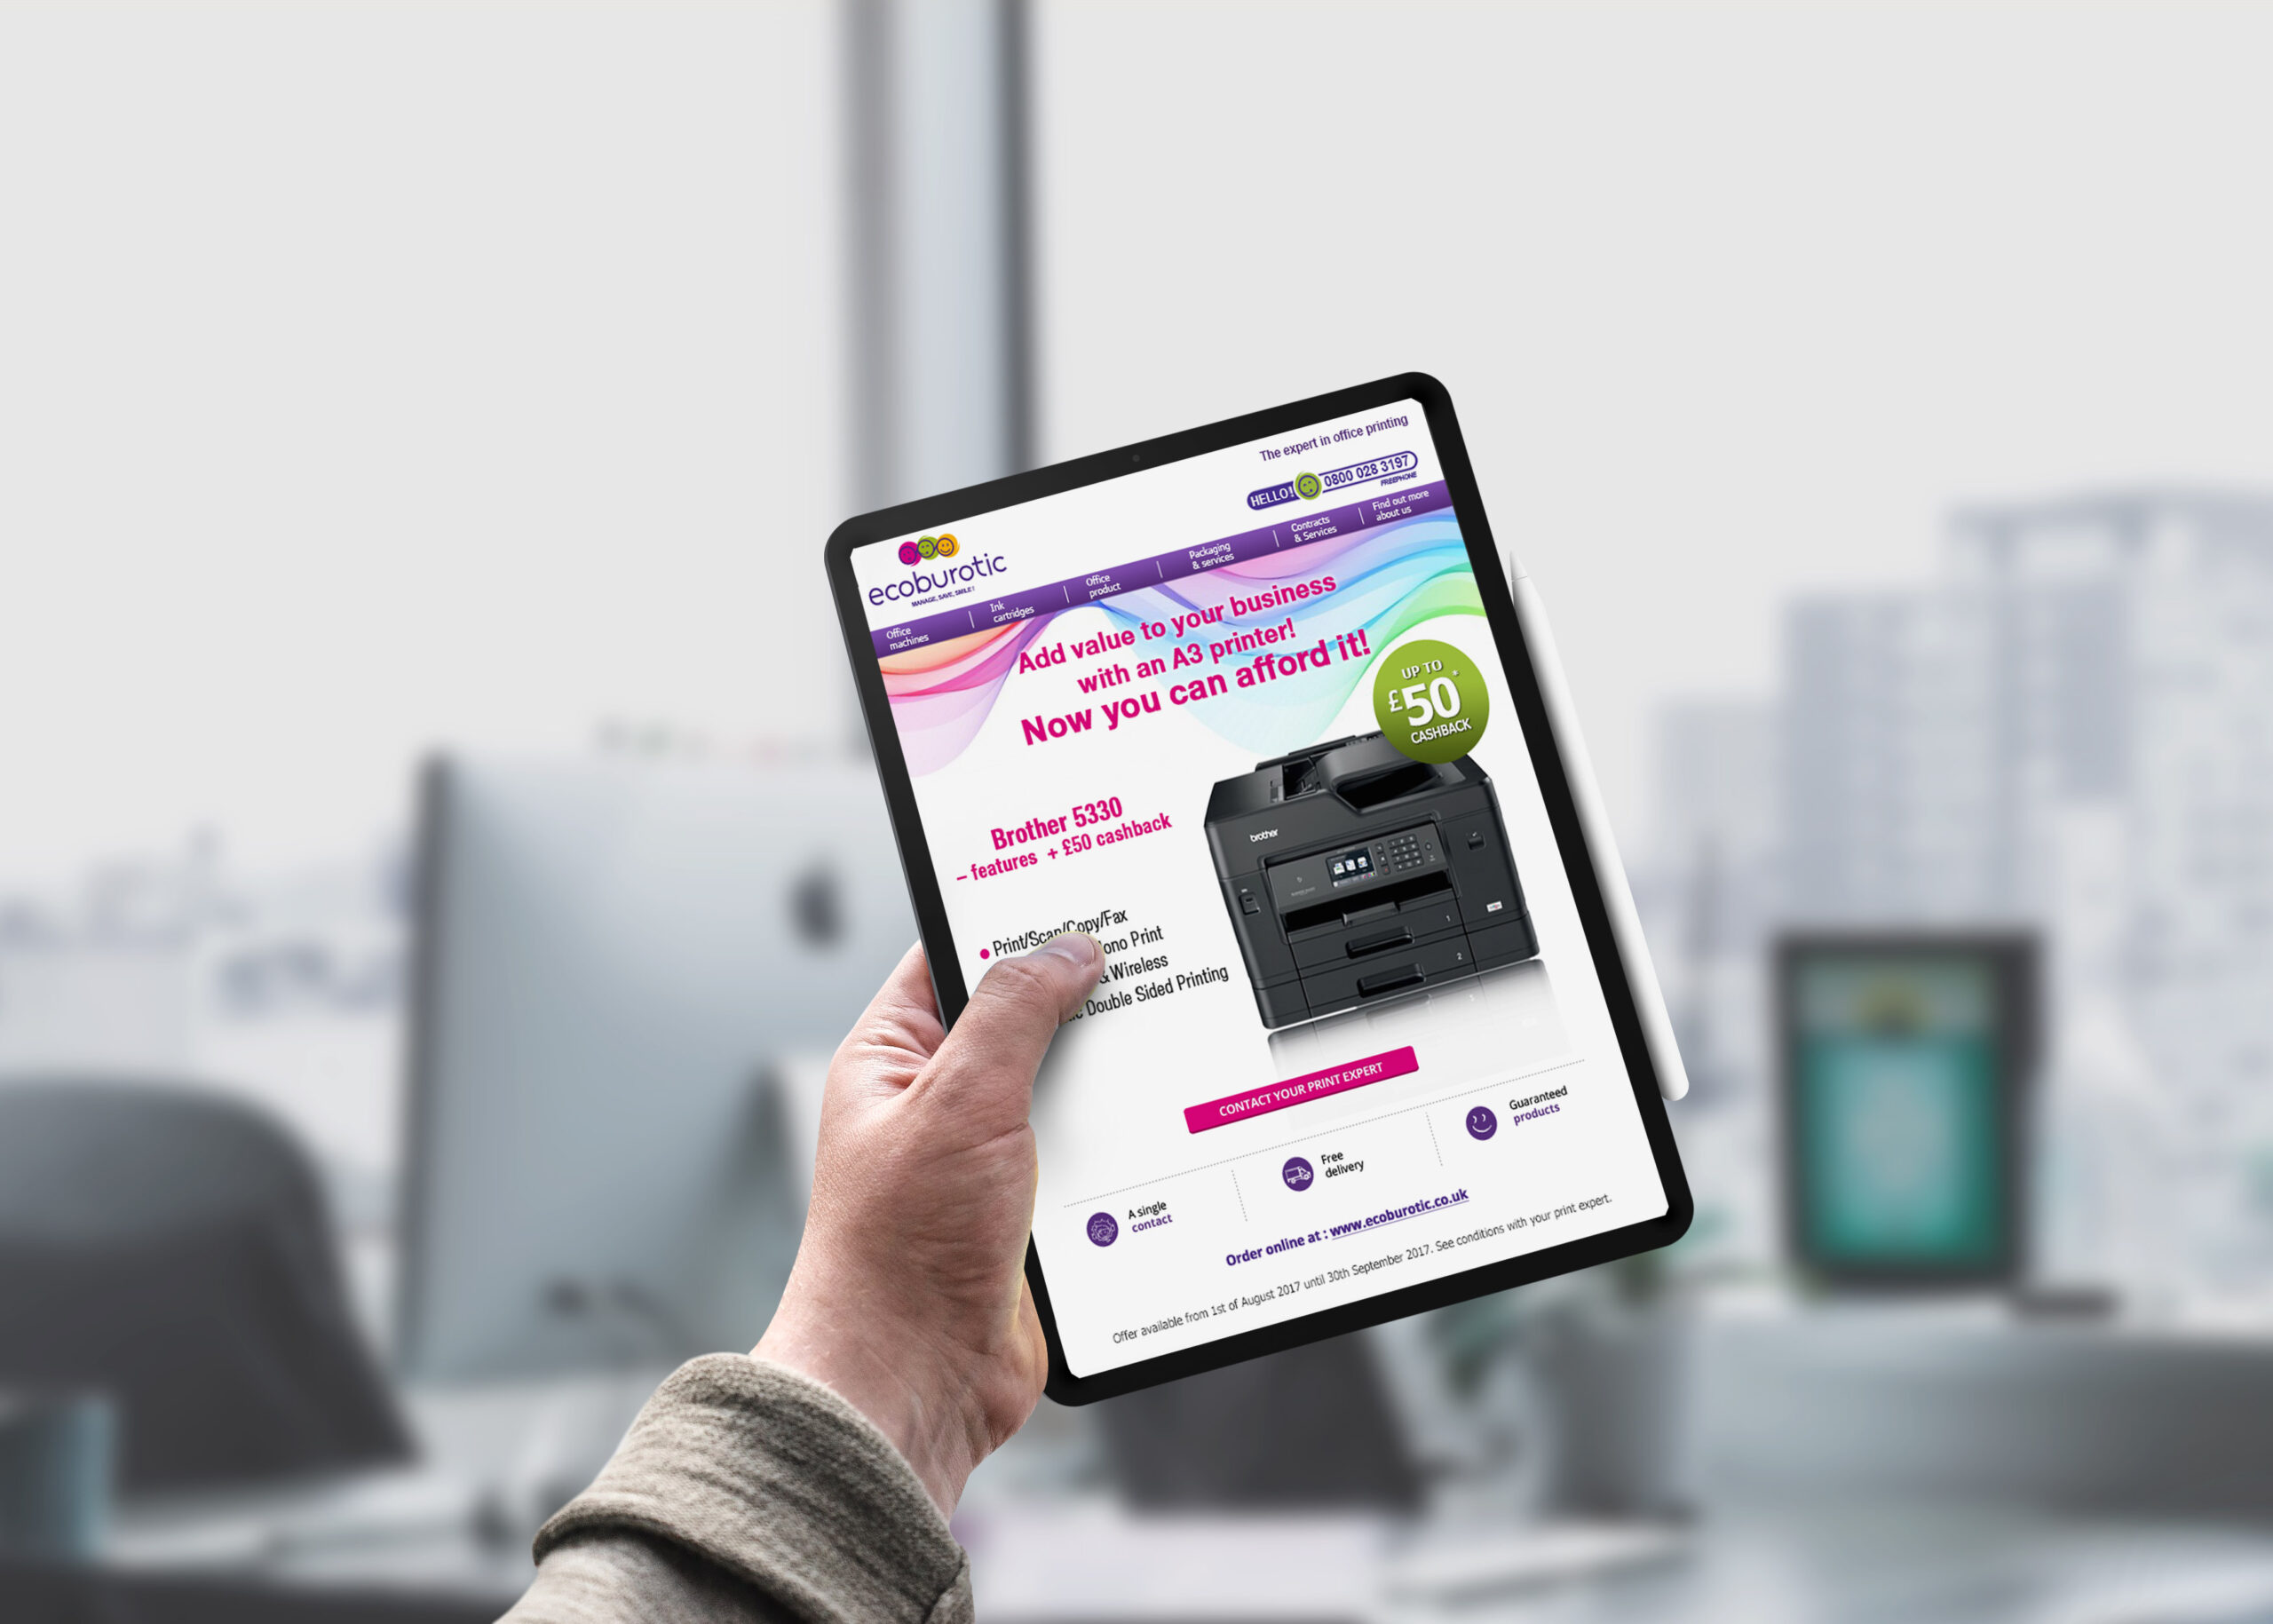 The expert in office printing
HELLO! 0800 028 3197
FREEPHONE
ecoburotic
MANAGE, SAVE, SMILE !
Office
machines
Ink
cartridges
Office
product
Packaging
& services
Contracts
& Services
Find out more
about us
Add value to your business
with an A3 printer!
Now you can afford it!
UP TO
£50*
CASHBACK
Brother 5330
– features + £50 cashback
• Print/Scan/Copy/Fax
Print
& Wireless
Double Sided Printing
brother
1
2
CONTACT YOUR PRINT EXPERT
A single
contact
Free
delivery
Guaranteed
products
Order online at : www.ecoburotic.co.uk
Offer available from 1st of August 2017 until 30th September 2017. See conditions with your print expert.